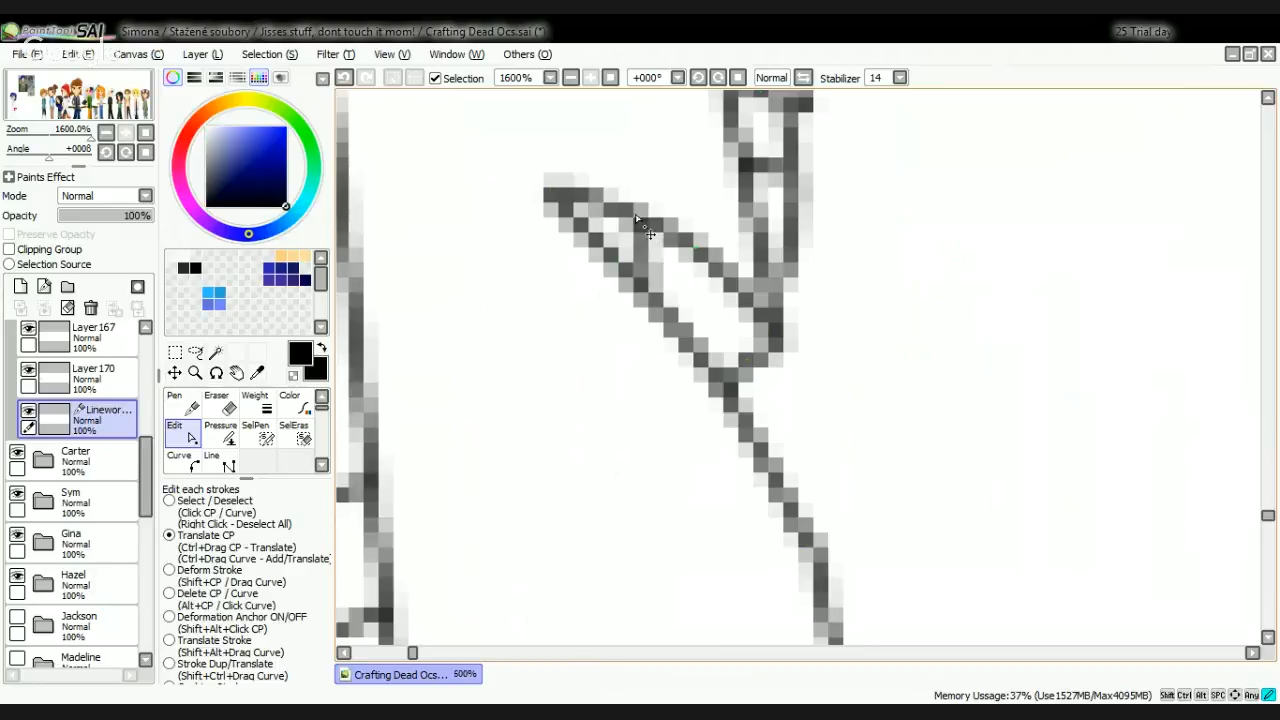 PaintTool SAI Simona / Stažené soubory / Jisses stuff, dont touch it mom! / Crafting Dead Ocs.sai (*) 25 Trial day
File (F) Edit (E) Canvas (C) Layer (L) Selection (S) Filter (T) View (V) Window (W) Others (O)
Selection 1600% +000° Normal Stabilizer 14
Zoom 1600.0%
Angle +000ß
Paints Effect
Mode Normal
Opacity 100%
Preserve Opacity
Clipping Group
Selection Source
Layer167
Normal
100%
Layer170
Normal
100%
Linewor...
Normal
100%
Carter
Normal
100%
Sym
Normal
100%
Gina
Normal
100%
Hazel
Normal
100%
Jackson
Normal
100%
Madeline
Normal
Pen Eraser Weight Color
Edit Pressure SelPen SelEras
Curve Line
Edit each strokes
Select / Deselect
(Click CP / Curve)
(Right Click - Deselect All)
Translate CP
(Ctrl+Drag CP - Translate)
(Ctrl+Drag Curve - Add/Translate
Deform Stroke
(Shift+CP / Drag Curve)
Delete CP / Curve
(Alt+CP / Click Curve)
Deformation Anchor ON/OFF
(Shift+Alt+Click CP)
Translate Stroke
(Shift+Alt+Drag Curve)
Stroke Dup/Translate
(Shift+Ctrl+Drag Curve)
Crafting Dead Ocs... 500%
Memory Ussage: 37% (Use 1527MB/Max4095MB) Shift Ctrl Alt SPC Any